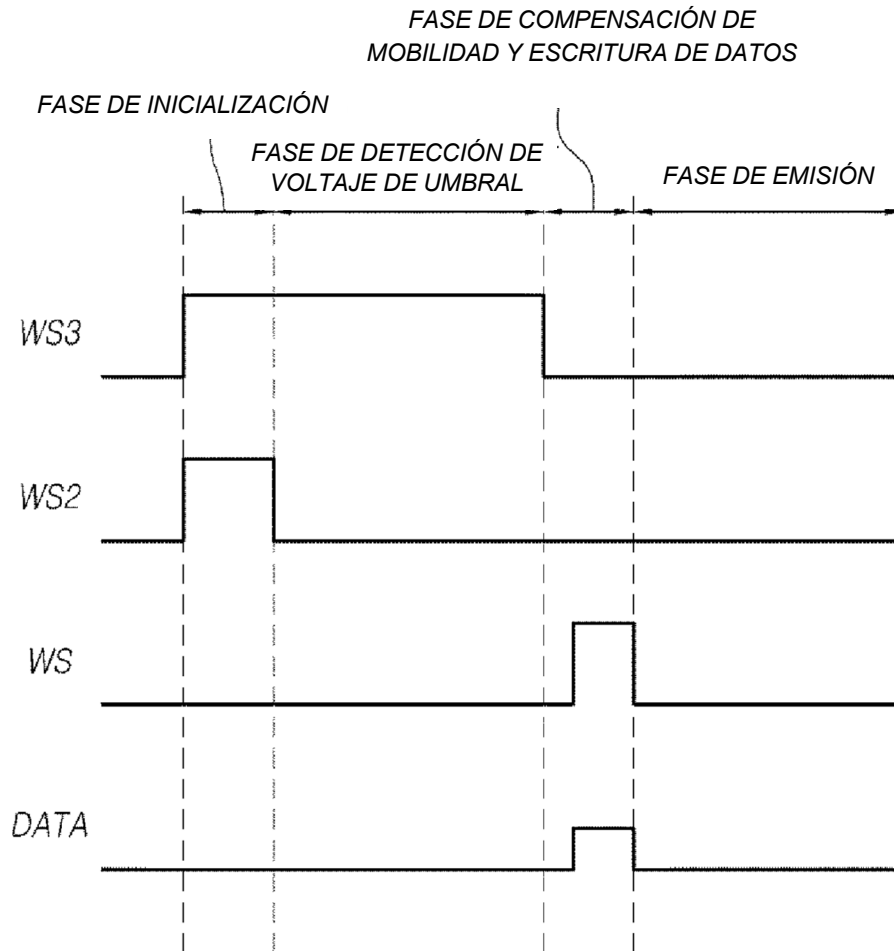 FASE DE COMPENSACIÓN DE
MOBILIDAD Y ESCRITURA DE DATOS
FASE DE INICIALIZACIÓN
FASE DE DETECCIÓN DE
VOLTAJE DE UMBRAL
FASE DE EMISIÓN
WS3
WS2
WS
DATA